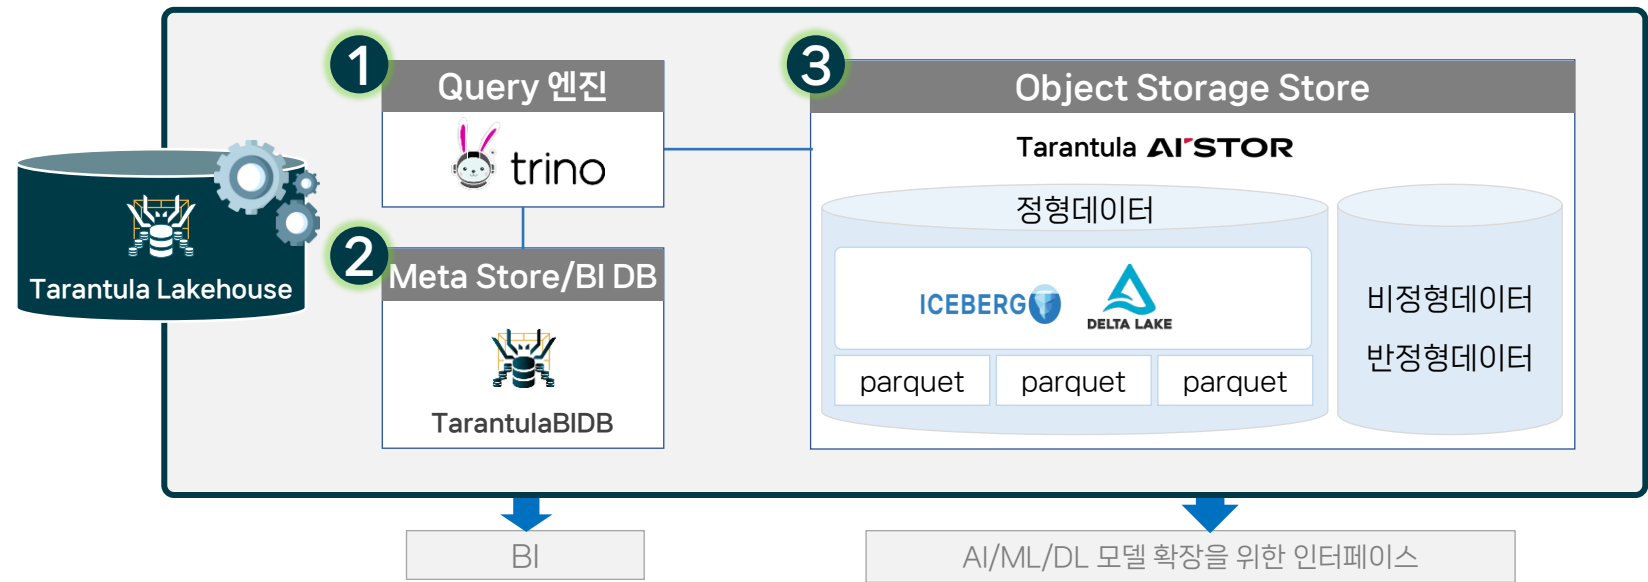 Tarantula Lakehouse
1
Query 엔진
trino
2
Meta Store/BI DB
TarantulaBIDB
3
Object Storage Store
Tarantula AI'STOR
정형데이터
ICEBERG
DELTA LAKE
parquet
parquet
parquet
비정형데이터
반정형데이터
BI
AI/ML/DL 모델 확장을 위한 인터페이스